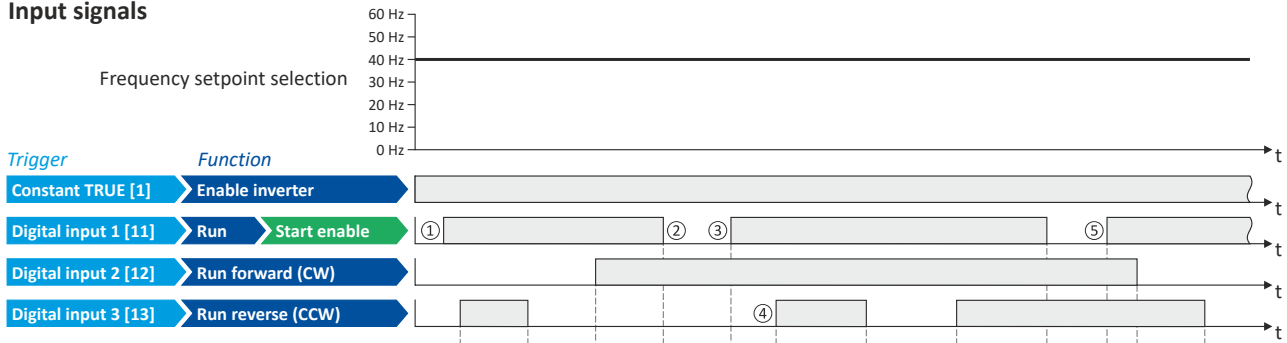 Input signals
60 Hz
50 Hz
40 Hz
Frequency setpoint selection
30 Hz
20 Hz
10 Hz
0 Hz
t
Trigger Function
Constant TRUE [1] Enable inverter
t
Digital input 1 [11] Run Start enable ① ② ③ ⑤
t
Digital input 2 [12] Run forward (CW)
t
Digital input 3 [13] Run reverse (CCW) ④
t